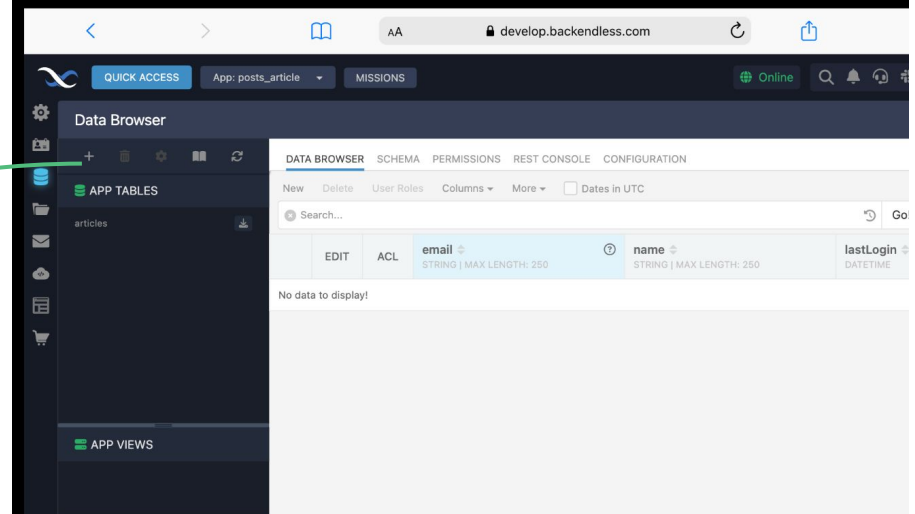 AA develop.backendless.com
QUICK ACCESS App: posts_article MISSIONS Online
Data Browser
DATA BROWSER SCHEMA PERMISSIONS REST CONSOLE CONFIGURATION
APP TABLES
New Delete User Roles Columns More Dates in UTC
articles
Search... Go!
EDIT ACL email name lastLogin
STRING | MAX LENGTH: 250 STRING | MAX LENGTH: 250 DATETIME
No data to display!
APP VIEWS